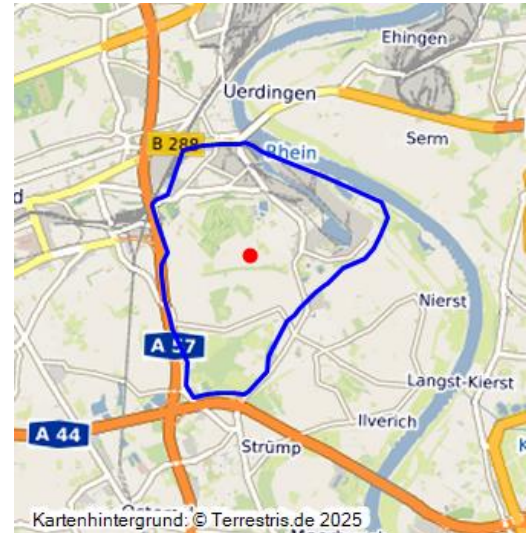 Ehingen
Uerdingen
B 288
Rhein
Serm
d
Nierst
A 57
Langst-Kierst
Ilverich
A 44
Strümp
K
Kartenhintergrund: © Terrestris.de 2025